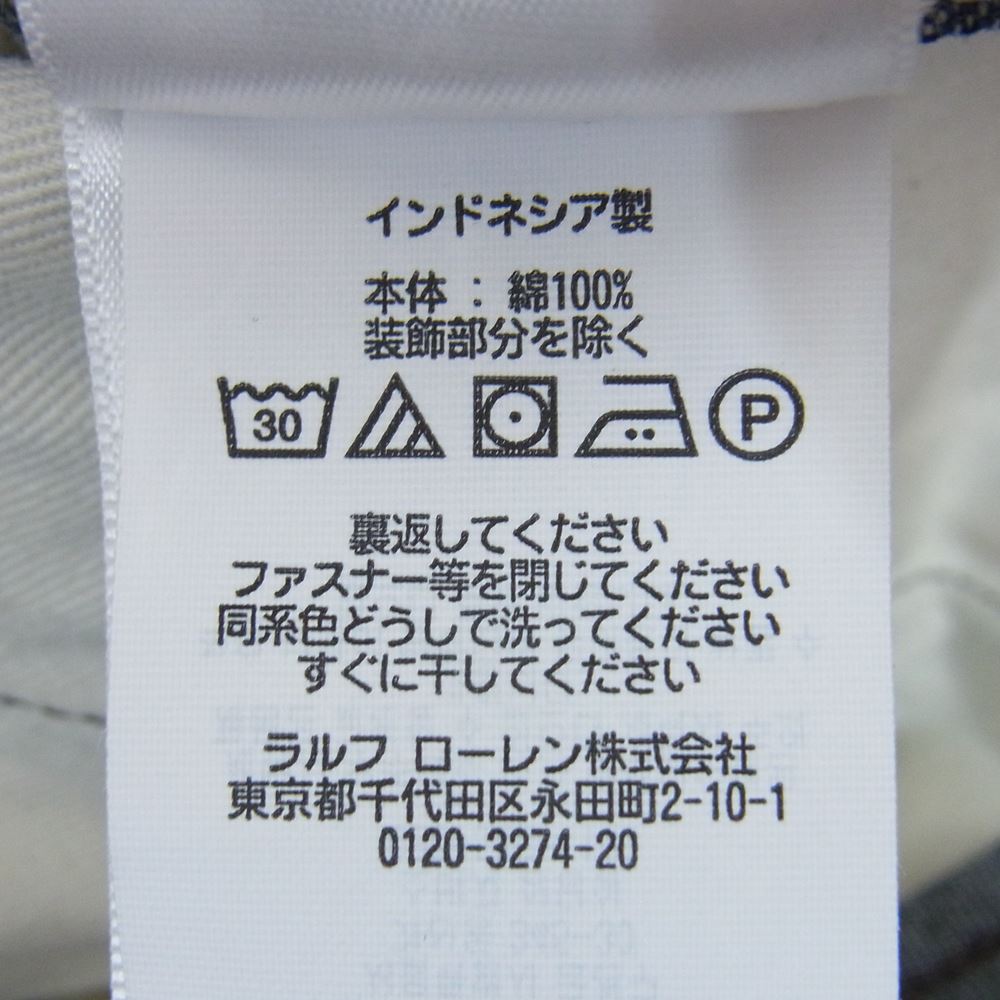 インドネシア製
本体 : 綿100%
装飾部分を除く
30 P
裏返してください
ファスナー等を閉じてください
同系色どうしで洗ってください
すぐに干してください
ラルフ ローレン株式会社
東京都千代田区永田町2-10-1
0120-3274-20